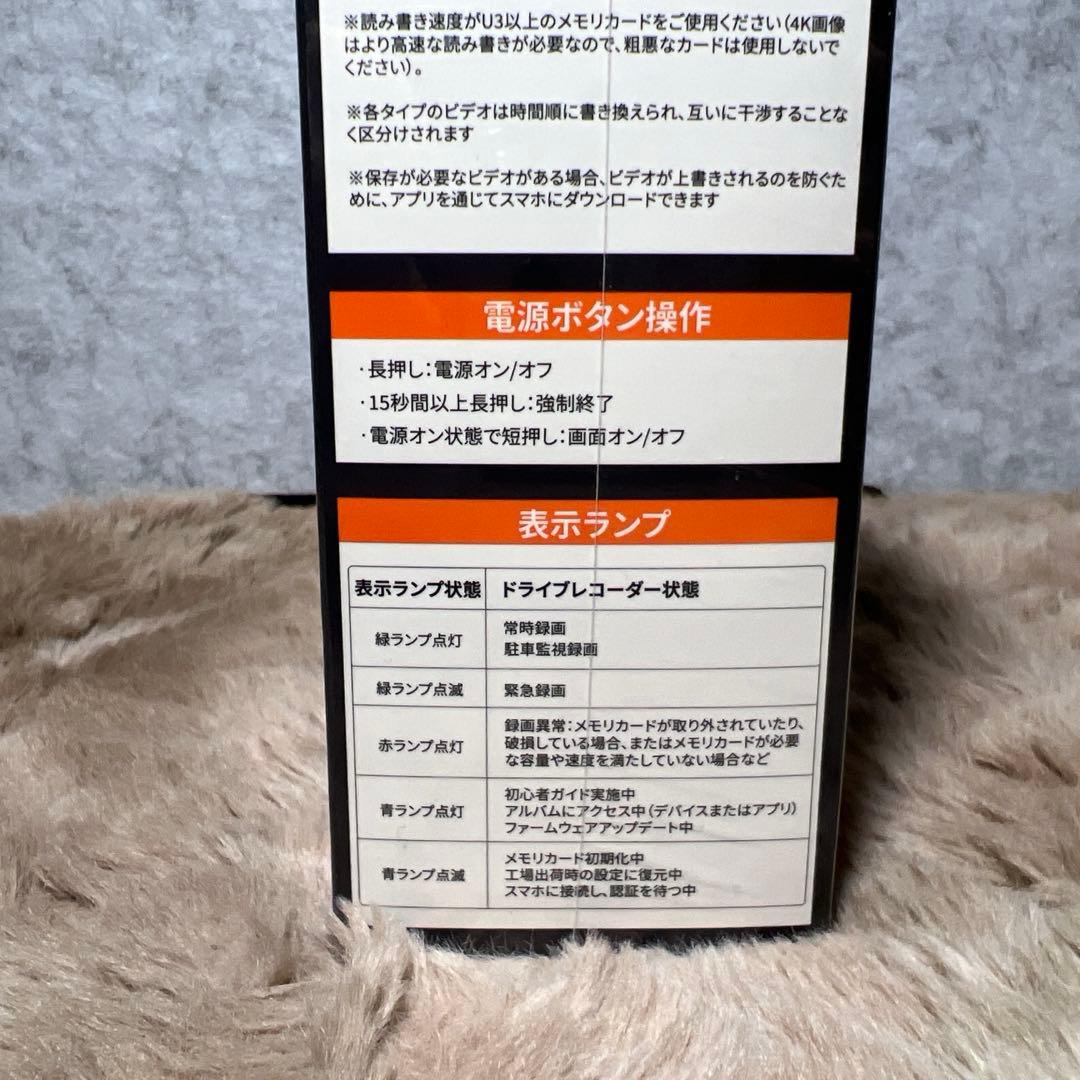 ※読み書き速度がU3以上のメモリカードをご使用ください（4K画像
はより高速な読み書きが必要なので、粗悪なカードは使用しないで
ください）。
※各タイプのビデオは時間順に書き換えられ、互いに干渉することな
く区分けされます
※保存が必要なビデオがある場合、ビデオが上書きされるのを防ぐた
めに、アプリを通じてスマホにダウンロードできます
電源ボタン操作
・長押し：電源オン/オフ
・15秒間以上長押し：強制終了
・電源オン状態で短押し：画面オン/オフ
表示ランプ
表示ランプ状態 ドライブレコーダー状態
緑ランプ点灯
常時録画
駐車監視録画
緑ランプ点滅 緊急録画
赤ランプ点灯
録画異常：メモリカードが取り外されていたり、
破損している場合、またはメモリカードが必要
な容量や速度を満たしていない場合など
青ランプ点灯
初心者ガイド実施中
アルバムにアクセス中（デバイスまたはアプリ）
ファームウェアアップデート中
青ランプ点滅
メモリカード初期化中
工場出荷時の設定に復元中
スマホに接続し、認証を待つ中